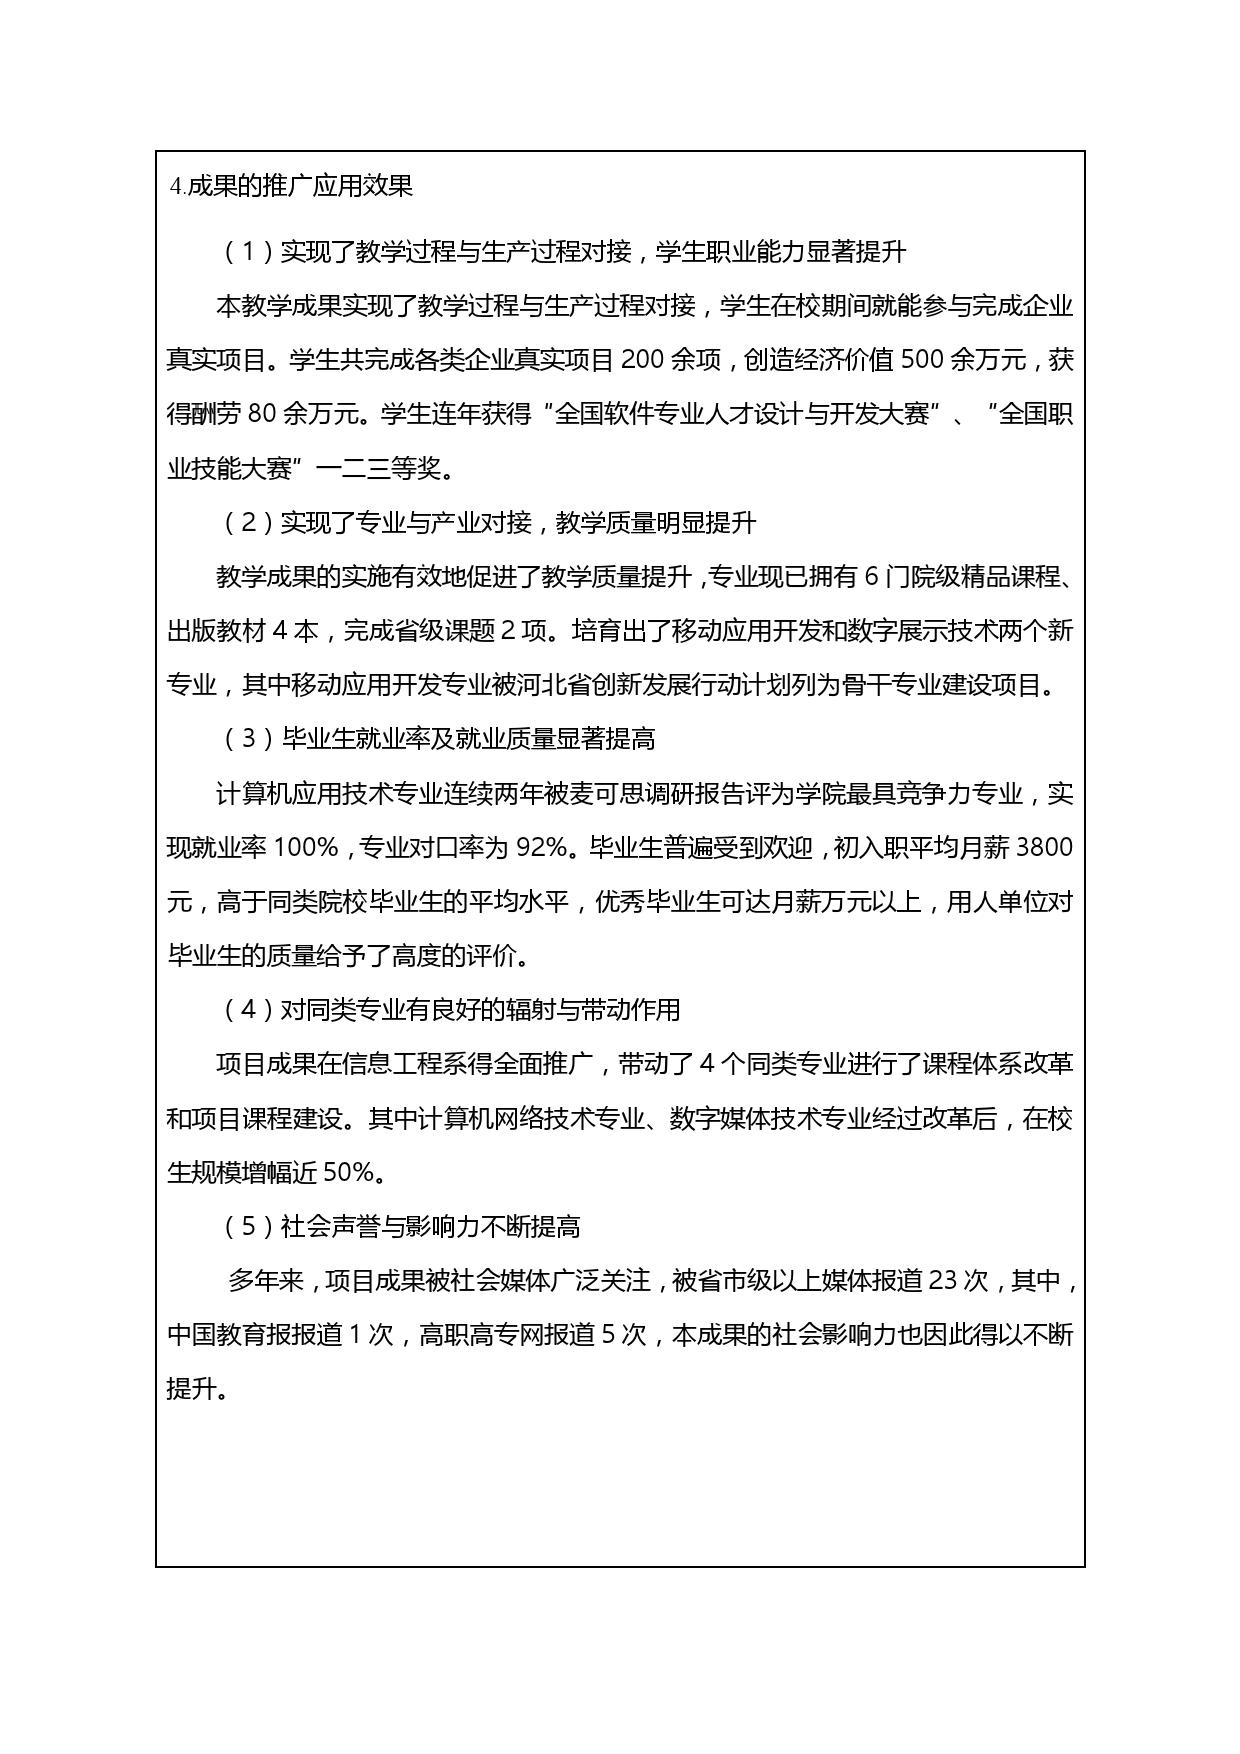 4.成果的推广应用效果
（1）实现了教学过程与生产过程对接，学生职业能力显著提升
本教学成果实现了教学过程与生产过程对接，学生在校期间就能参与完成企业
真实项目。学生共完成各类企业真实项目 200 余项，创造经济价值 500 余万元，获
得酬劳 80 余万元。学生连年获得“全国软件专业人才设计与开发大赛”、“全国职
业技能大赛”一二三等奖。
（2）实现了专业与产业对接，教学质量明显提升
教学成果的实施有效地促进了教学质量提升，专业现已拥有 6 门院级精品课程、
出版教材 4 本，完成省级课题 2 项。培育出了移动应用开发和数字展示技术两个新
专业，其中移动应用开发专业被河北省创新发展行动计划列为骨干专业建设项目。
（3）毕业生就业率及就业质量显著提高
计算机应用技术专业连续两年被麦可思调研报告评为学院最具竞争力专业，实
现就业率 100%，专业对口率为 92%。毕业生普遍受到欢迎，初入职平均月薪 3800
元，高于同类院校毕业生的平均水平，优秀毕业生可达月薪万元以上，用人单位对
毕业生的质量给予了高度的评价。
（4）对同类专业有良好的辐射与带动作用
项目成果在信息工程系得全面推广，带动了 4 个同类专业进行了课程体系改革
和项目课程建设。其中计算机网络技术专业、数字媒体技术专业经过改革后，在校
生规模增幅近 50%。
（5）社会声誉与影响力不断提高
多年来，项目成果被社会媒体广泛关注，被省市级以上媒体报道 23 次，其中，
中国教育报报道 1 次，高职高专网报道 5 次，本成果的社会影响力也因此得以不断
提升。